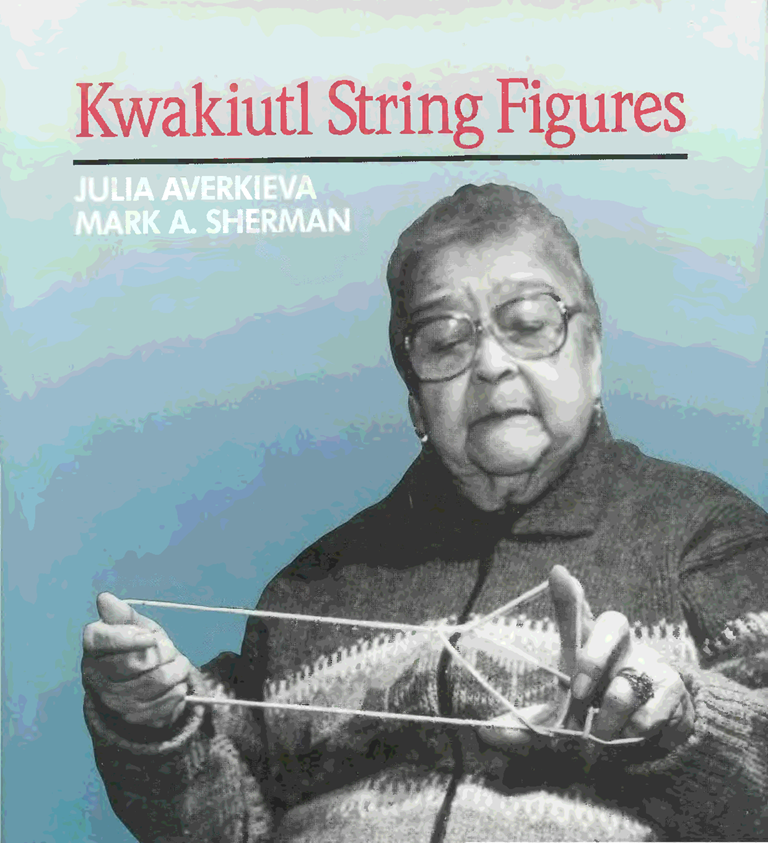 Kwakiutl String Figures
JULIA AVERKIEVA
MARK A. SHERMAN